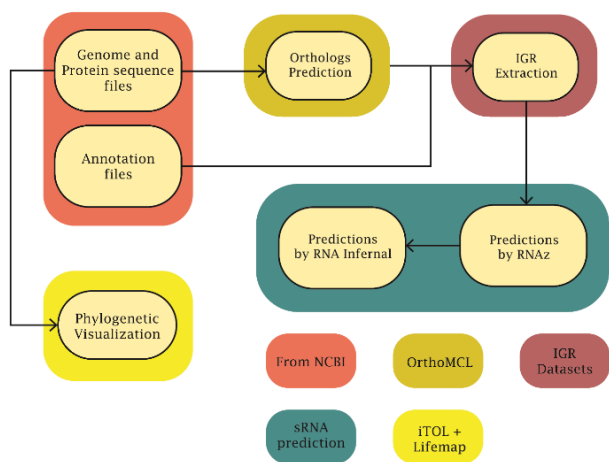 Genome and
Protein sequence
files
Orthologs
Prediction
IGR
Extraction
Annotation
files
Predictions
by RNA Infernal
Predictions
by RNAz
Phylogenetic
Visualization
From NCBI
OrthoMCL
IGR
Datasets
sRNA
prediction
iTOL +
Lifemap